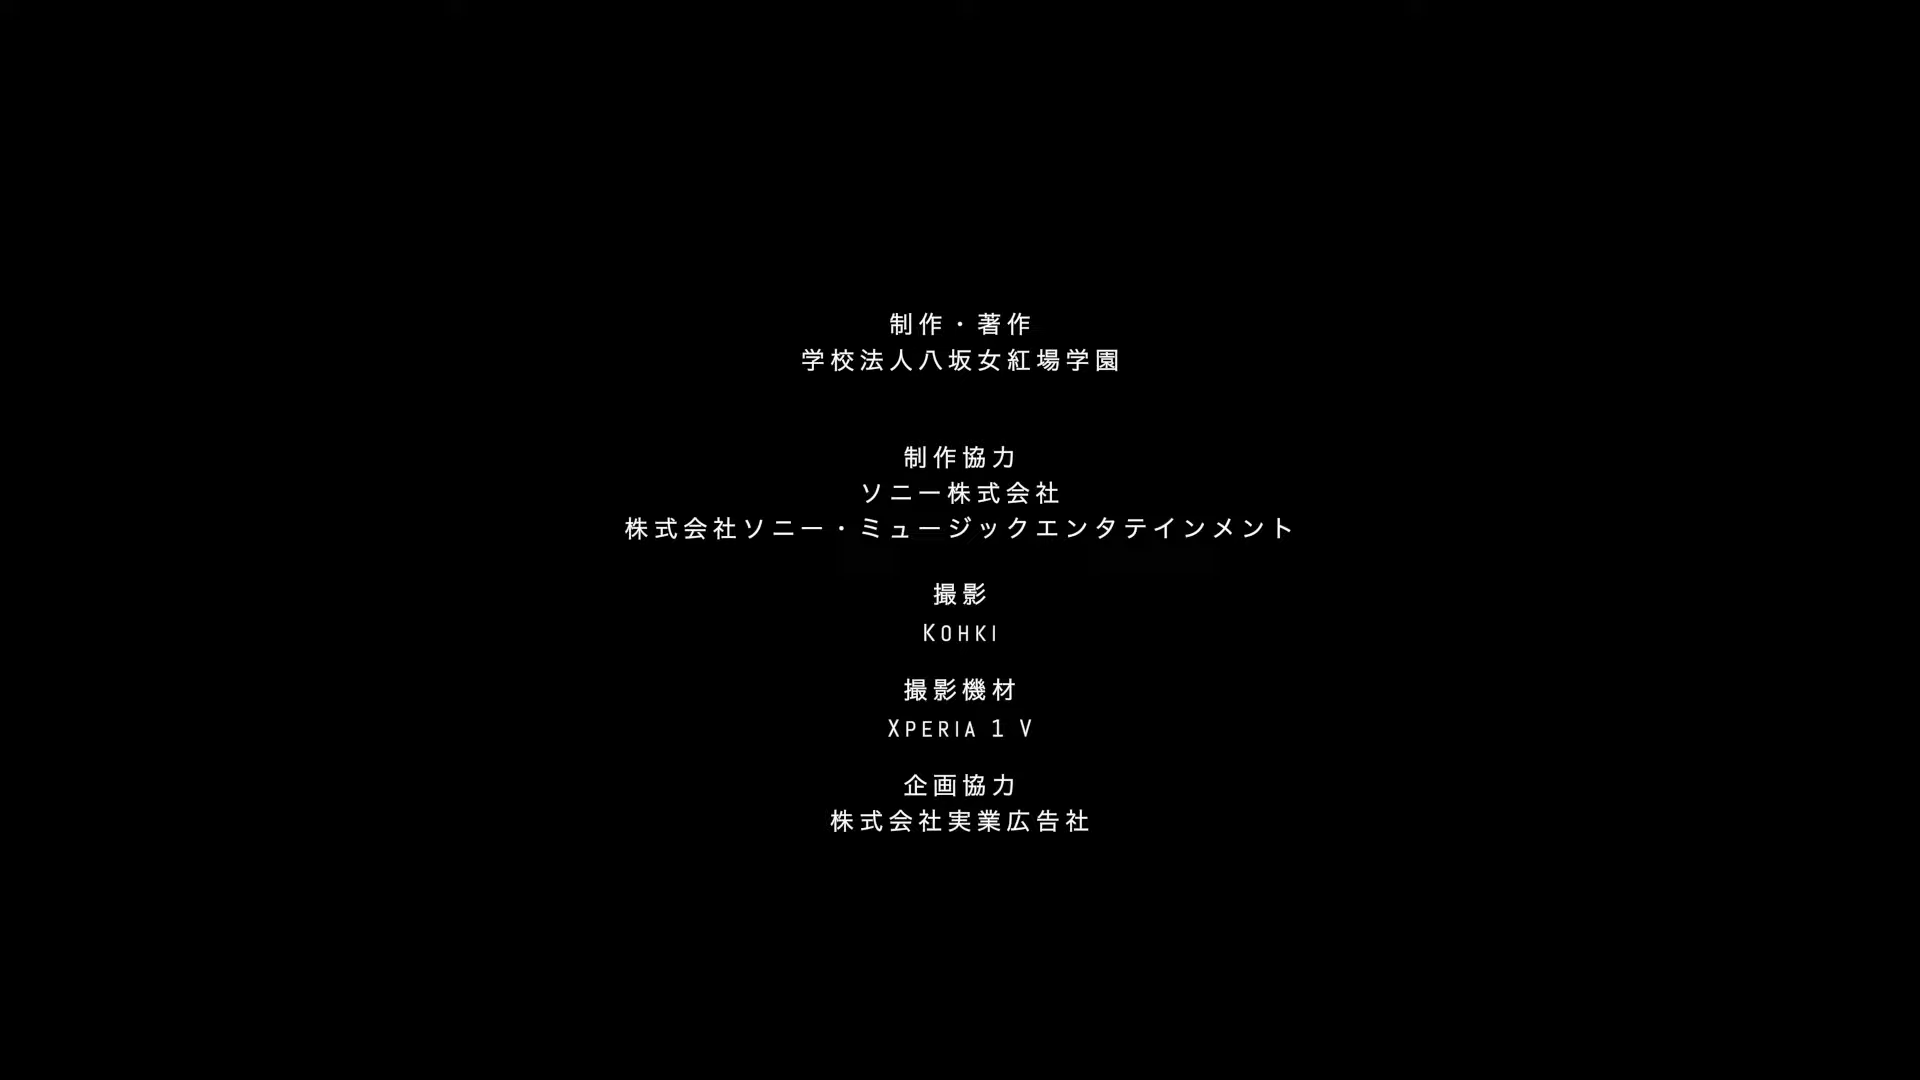 制作・著作
学校法人八坂女紅場学園
制作協力
ソニー株式会社
株式会社ソニー・ミュージックエンタテインメント
撮影
KOHKI
撮影機材
XPERIA 1 V
企画協力
株式会社実業広告社